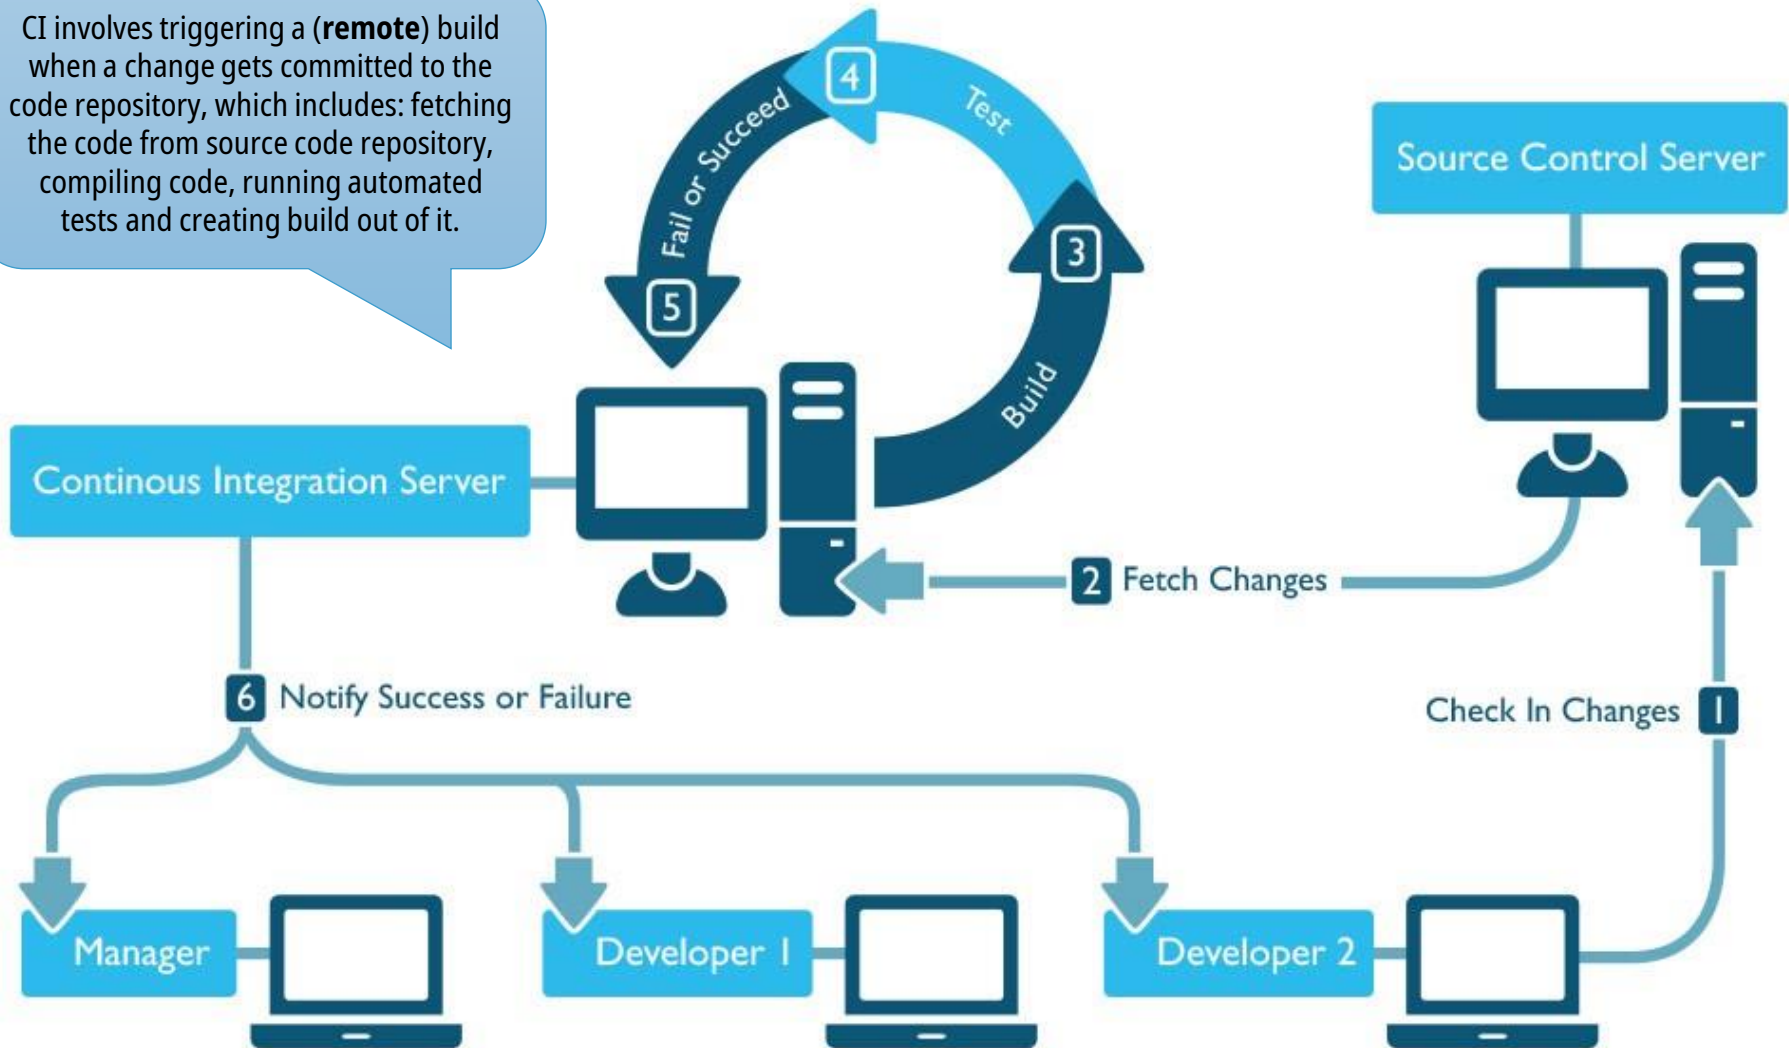 CI involves triggering a (remote) build
when a change gets committed to the
code repository, which includes: fetching
the code from source code repository,
compiling code, running automated
tests and creating build out of it.
4
Test
Fail or Succeed
3
5
Build
Source Control Server
Continous Integration Server
2 Fetch Changes
6 Notify Success or Failure
Check In Changes 1
Manager
Developer 1
Developer 2